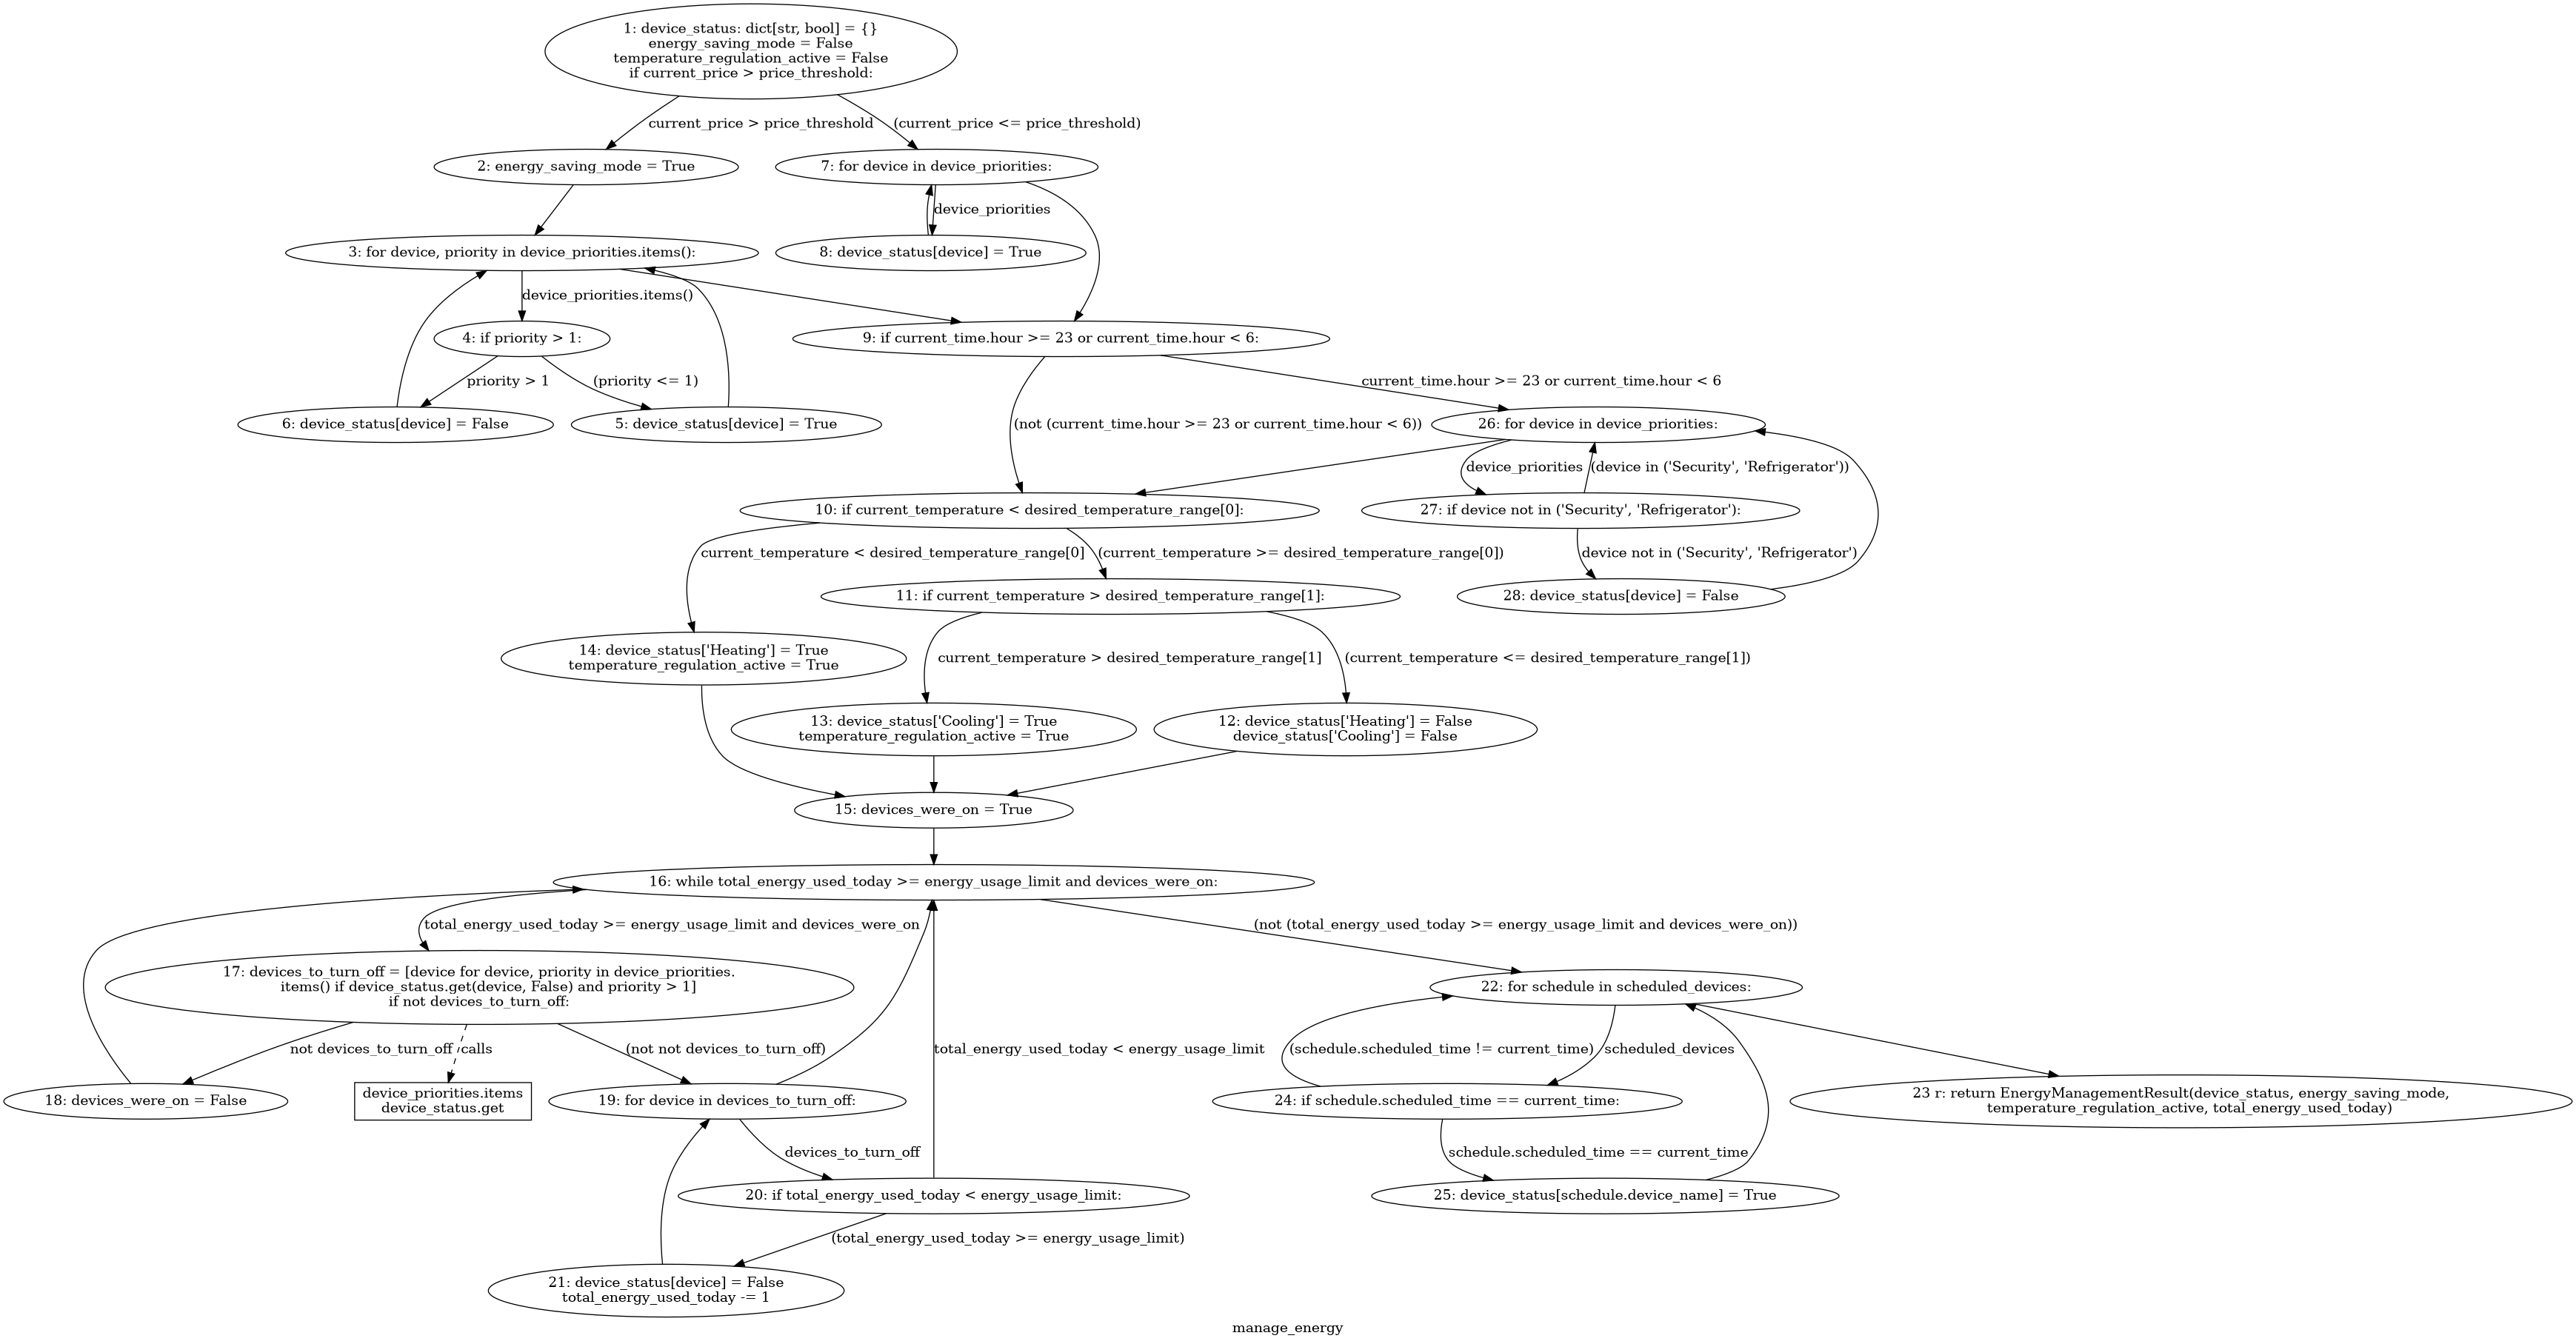 1: device_status: dict[str, bool] = {}
energy_saving_mode = False
temperature_regulation_active = False
if current_price > price_threshold:
current_price > price_threshold
(current_price <= price_threshold)
2: energy_saving_mode = True
7: for device in device_priorities:
device_priorities
3: for device, priority in device_priorities.items():
8: device_status[device] = True
device_priorities.items()
4: if priority > 1:
9: if current_time.hour >= 23 or current_time.hour < 6:
priority > 1
(priority <= 1)
current_time.hour >= 23 or current_time.hour < 6
6: device_status[device] = False
5: device_status[device] = True
(not (current_time.hour >= 23 or current_time.hour < 6))
26: for device in device_priorities:
device_priorities
(device in ('Security', 'Refrigerator'))
10: if current_temperature < desired_temperature_range[0]:
27: if device not in ('Security', 'Refrigerator'):
current_temperature < desired_temperature_range[0]
(current_temperature >= desired_temperature_range[0])
device not in ('Security', 'Refrigerator')
11: if current_temperature > desired_temperature_range[1]:
28: device_status[device] = False
14: device_status['Heating'] = True
temperature_regulation_active = True
current_temperature > desired_temperature_range[1]
(current_temperature <= desired_temperature_range[1])
13: device_status['Cooling'] = True
temperature_regulation_active = True
12: device_status['Heating'] = False
device_status['Cooling'] = False
15: devices_were_on = True
16: while total_energy_used_today >= energy_usage_limit and devices_were_on:
total_energy_used_today >= energy_usage_limit and devices_were_on
(not (total_energy_used_today >= energy_usage_limit and devices_were_on))
17: devices_to_turn_off = [device for device, priority in device_priorities.
items() if device_status.get(device, False) and priority > 1]
if not devices_to_turn_off:
22: for schedule in scheduled_devices:
not devices_to_turn_off
calls
(not not devices_to_turn_off)
total_energy_used_today < energy_usage_limit
(schedule.scheduled_time != current_time)
scheduled_devices
18: devices_were_on = False
device_priorities.items
device_status.get
19: for device in devices_to_turn_off:
24: if schedule.scheduled_time == current_time:
23 r: return EnergyManagementResult(device_status, energy_saving_mode,
temperature_regulation_active, total_energy_used_today)
devices_to_turn_off
schedule.scheduled_time == current_time
20: if total_energy_used_today < energy_usage_limit:
25: device_status[schedule.device_name] = True
(total_energy_used_today >= energy_usage_limit)
21: device_status[device] = False
total_energy_used_today -= 1
manage_energy